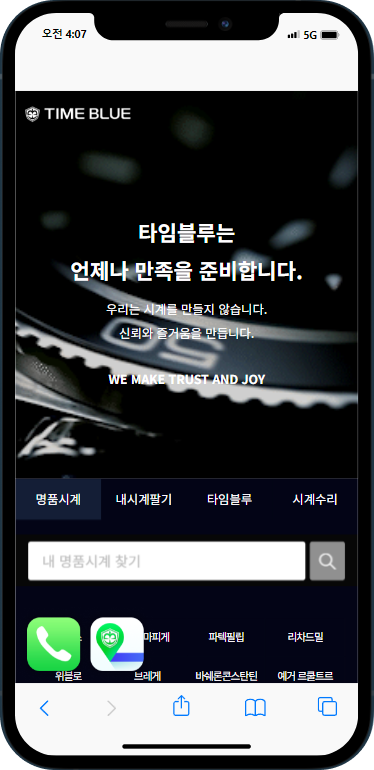 오전 4:07
5G
TIME BLUE
타임블루는
언제나 만족을 준비합니다.
우리는 시계를 만들지 않습니다.
신뢰와 즐거움을 만듭니다.
WE MAKE TRUST AND JOY
명품시계 내시계팔기 타임블루 시계수리
내 명품시계 찾기
마피게 파텍필립 리차드밀
위블로 브레게 바쉐론콘스탄틴 예거 르쿨트르